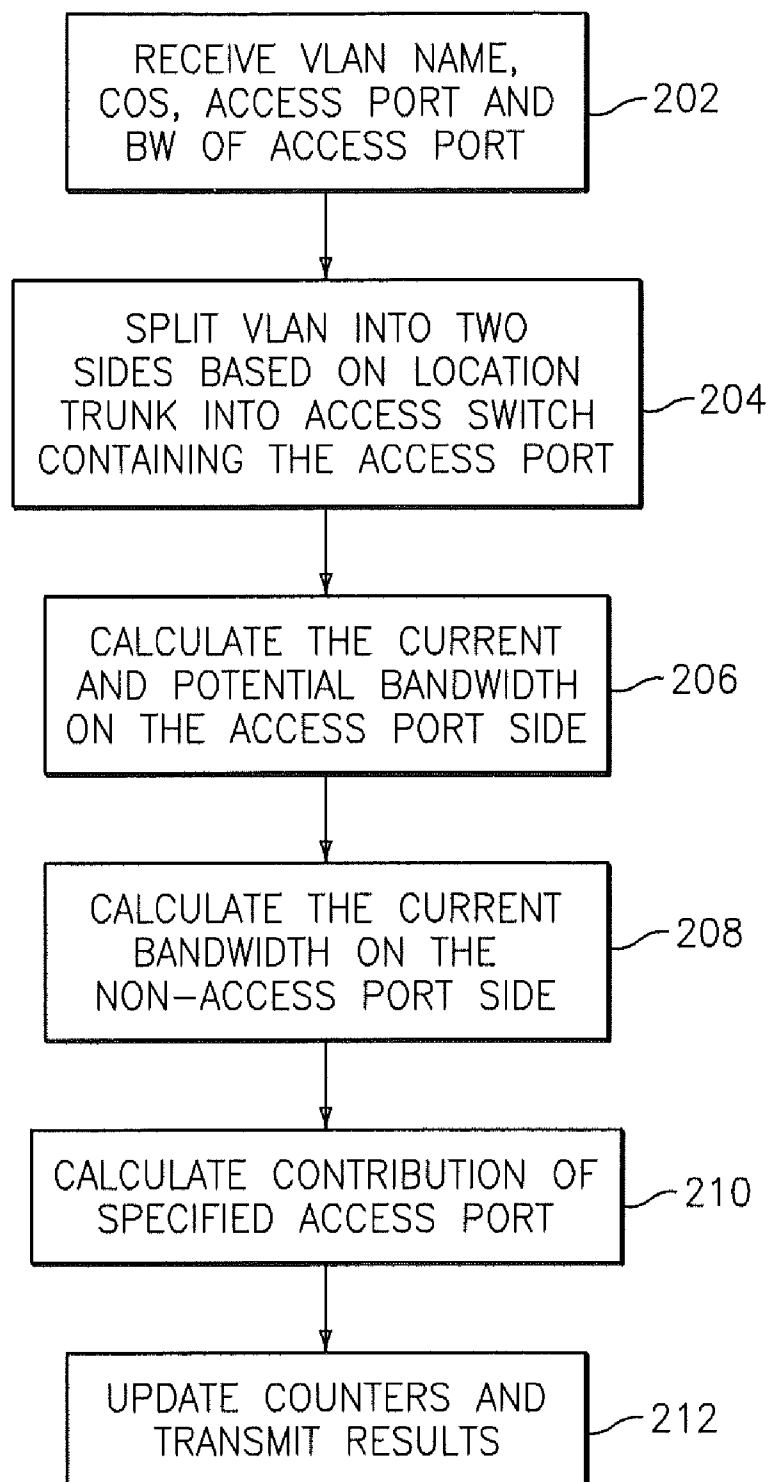 RECEIVE VLAN NAME,
COS, ACCESS PORT AND
BW OF ACCESS PORT
202
SPLIT VLAN INTO TWO
SIDES BASED ON LOCATION
TRUNK INTO ACCESS SWITCH
CONTAINING THE ACCESS PORT
204
CALCULATE THE CURRENT
AND POTENTIAL BANDWIDTH
ON THE ACCESS PORT SIDE
206
CALCULATE THE CURRENT
BANDWIDTH ON THE
NON-ACCESS PORT SIDE
208
CALCULATE CONTRIBUTION OF
SPECIFIED ACCESS PORT
210
UPDATE COUNTERS AND
TRANSMIT RESULTS
212